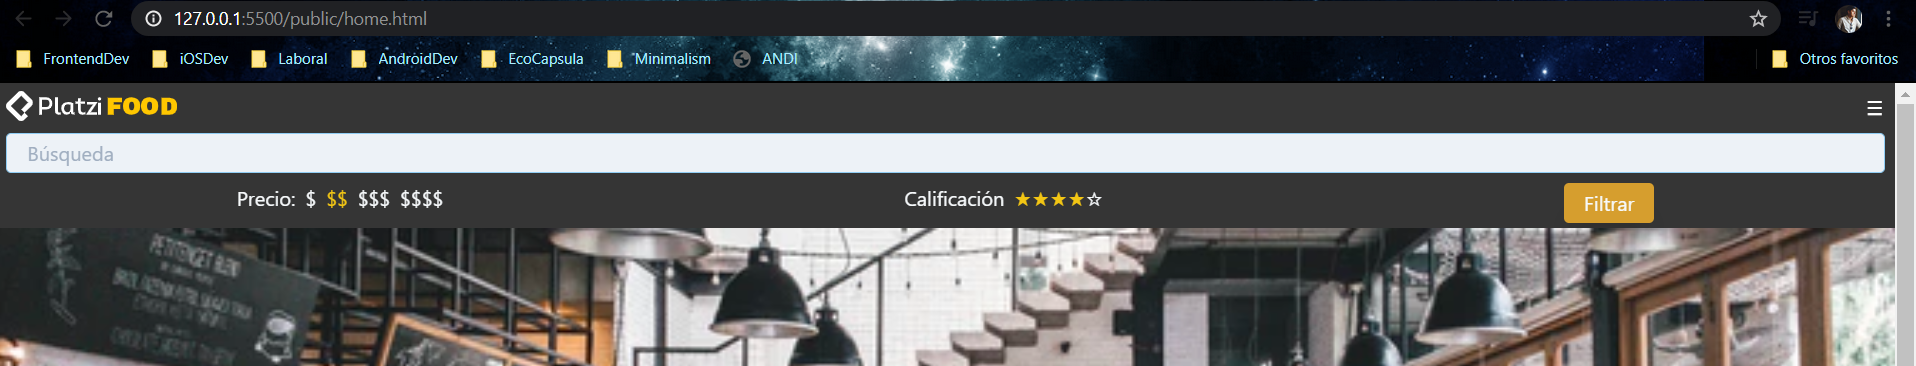 127.0.0.1:5500/public/home.html
FrontendDev iOSDev Laboral AndroidDev EcoCapsula Minimalism ANDI Otros favoritos
Platzi FOOD
Búsqueda
Precio: $ $$ $$$ $$$$ Calificación ★★★★☆ Filtrar